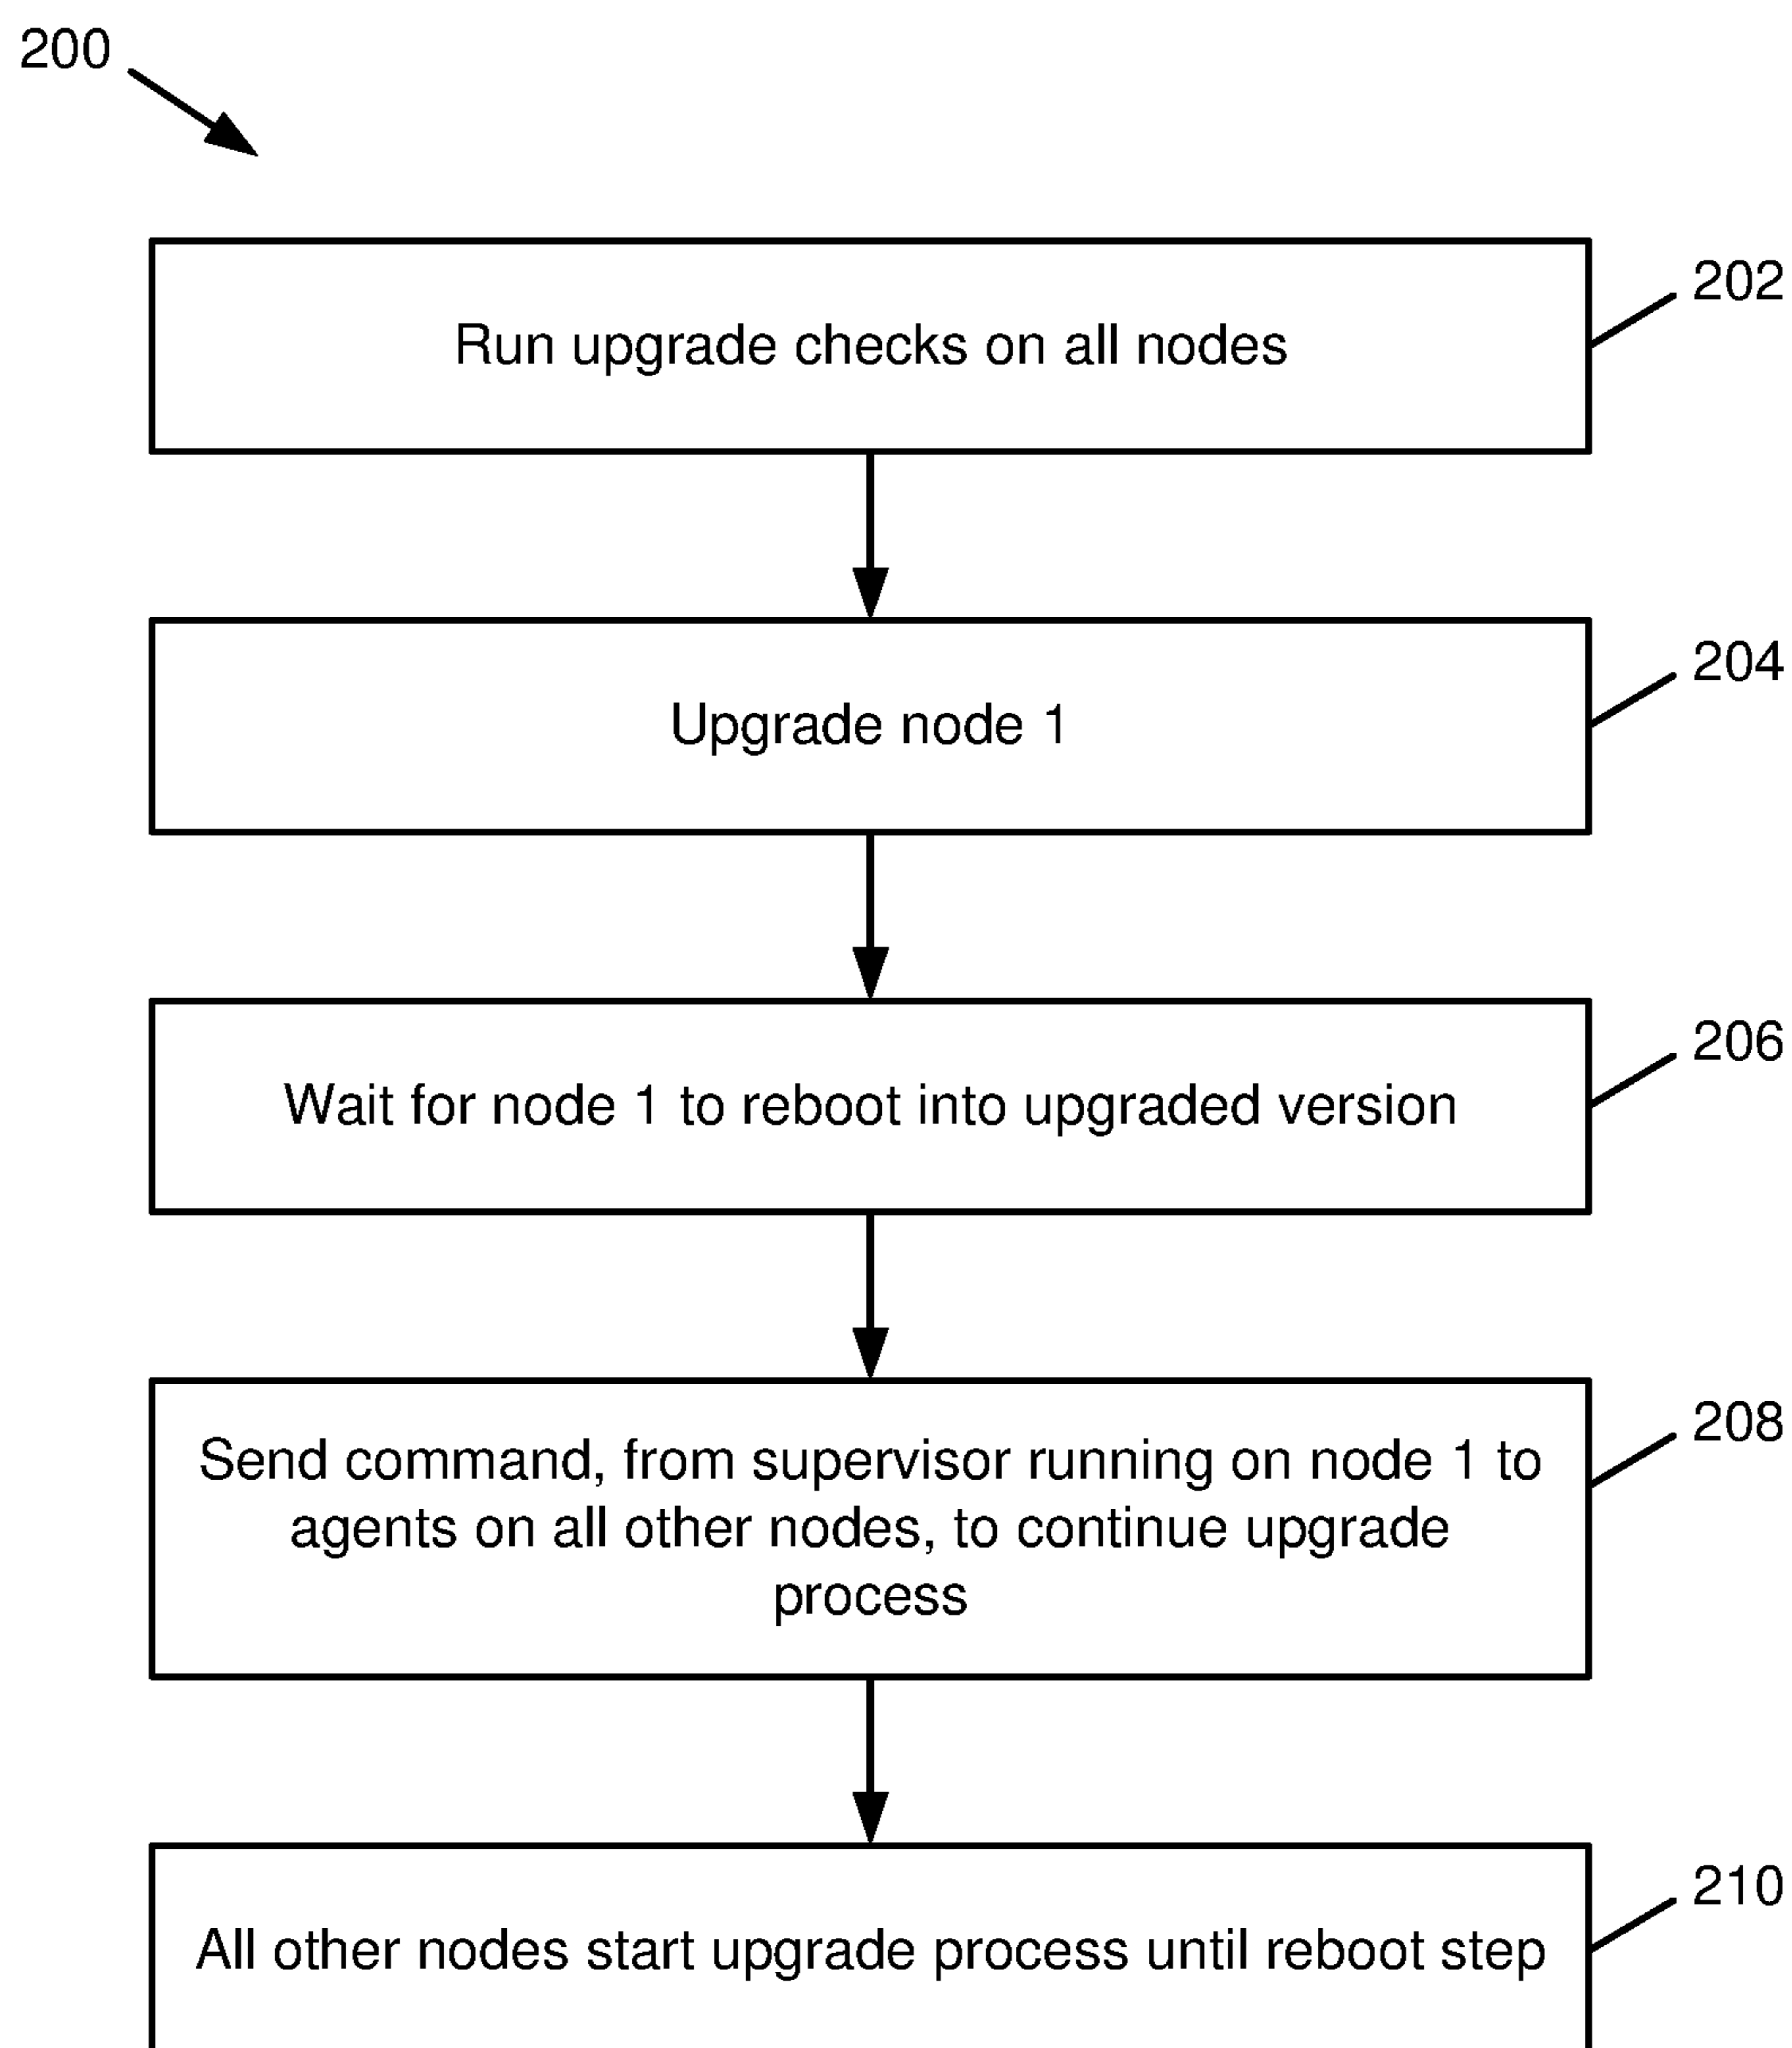 200
202
Run upgrade checks on all nodes
204
Upgrade node 1
206
Wait for node 1 to reboot into upgraded version
208
Send command, from supervisor running on node 1 to
agents on all other nodes, to continue upgrade
process
210
All other nodes start upgrade process until reboot step